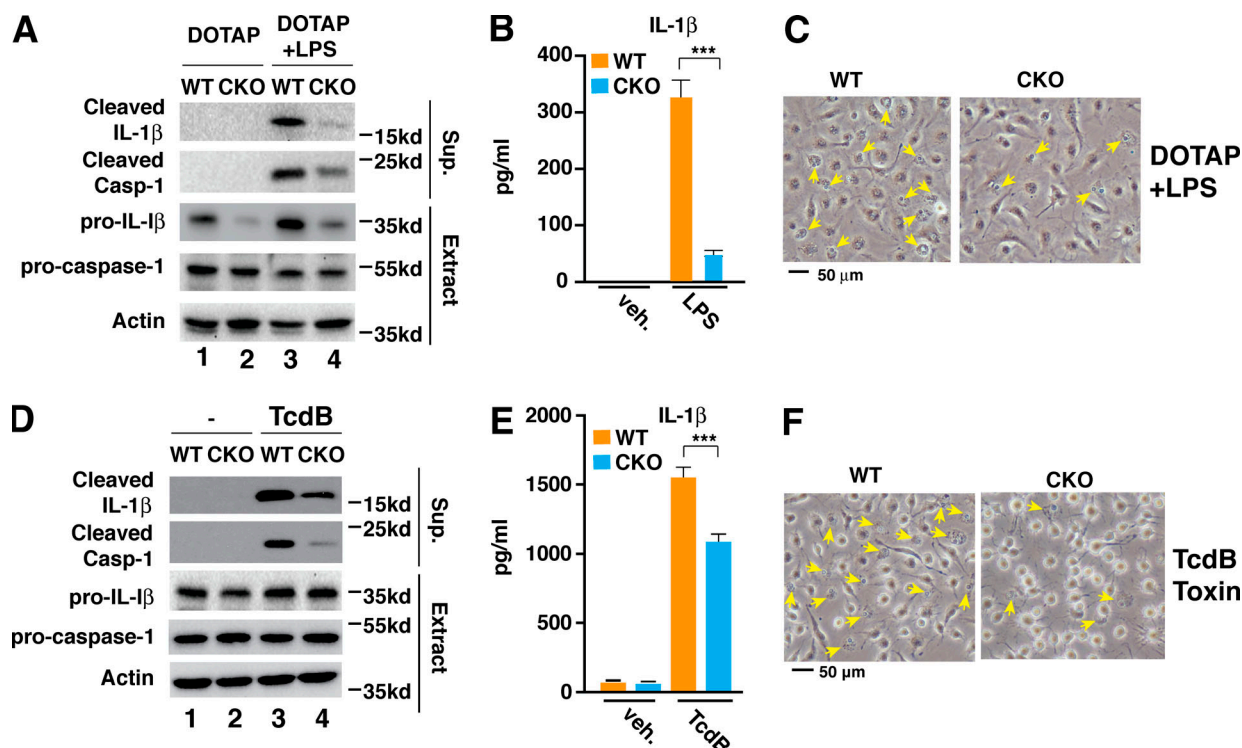 A
DOTAP
DOTAP
+LPS
WT CKO WT CKO
Cleaved
IL-1β
–15kd
Cleaved
Casp-1
–25kd
Sup.
pro-IL-Iβ
–35kd
pro-caspase-1
–55kd
Actin
–35kd
Extract
1 2 3 4
B
IL-1β
WT
CKO
***
pg/ml
400
300
200
100
0
veh.
LPS
C
WT
CKO
DOTAP
+LPS
50 μm
D
-
TcdB
WT CKO WT CKO
Cleaved
IL-1β
–15kd
Cleaved
Casp-1
–25kd
Sup.
pro-IL-Iβ
–35kd
pro-caspase-1
–55kd
Actin
–35kd
Extract
1 2 3 4
E
IL-1β
WT
CKO
***
pg/ml
2000
1500
1000
500
0
veh.
TcdB
F
WT
CKO
TcdB
Toxin
50 μm